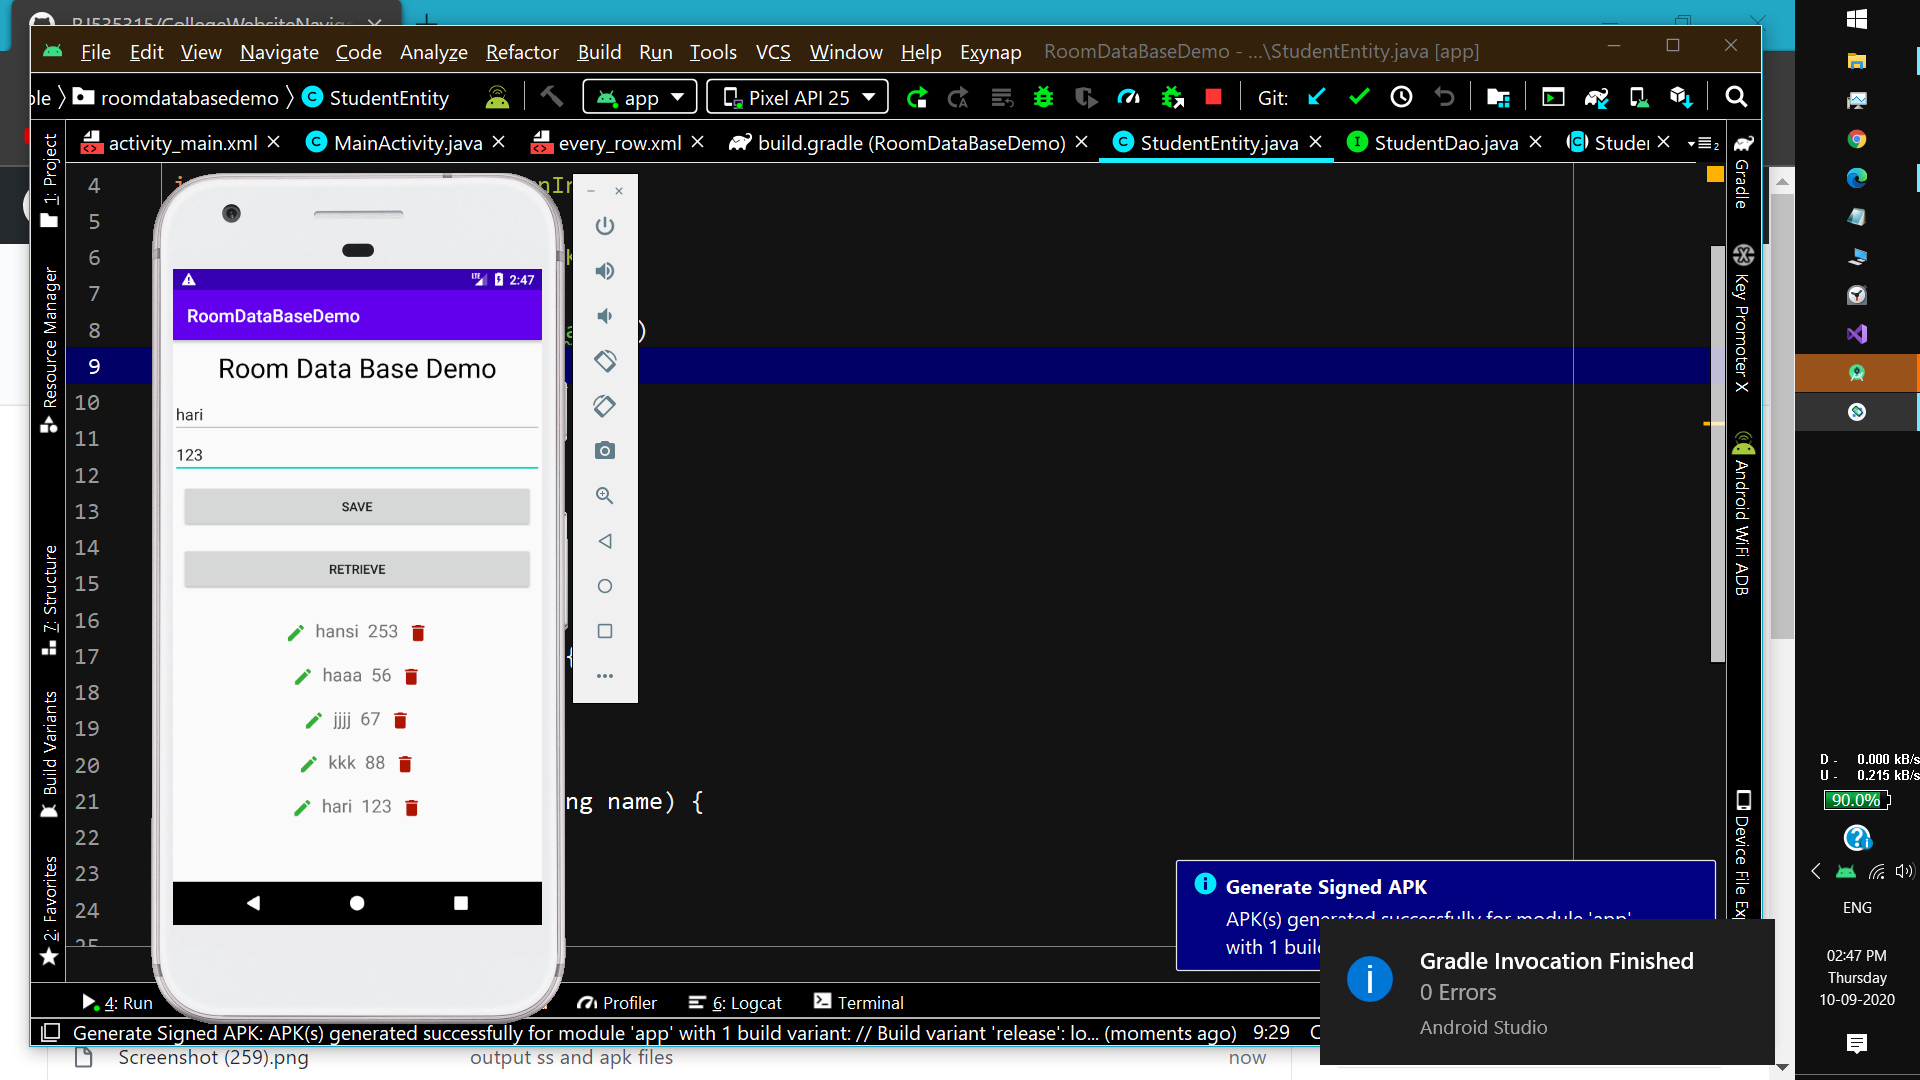 BJ535315/CollegeWebsiteNavig
File Edit View Navigate Code Analyze Refactor Build Run Tools VCS Window Help Exynap RoomDataBaseDemo - ...\StudentEntity.java [app]
ple roomdatabasedemo StudentEntity app Pixel API 25 Git:
activity_main.xml MainActivity.java every_row.xml build.gradle (RoomDataBaseDemo) StudentEntity.java StudentDao.java
1: Project
Resource Manager
7: Structure
Build Variants
2: Favorites
4
5
6
7
8 )
9
10
11
12
13
14
15
16
17 {
18
19
20
21 ng name) {
22
23
24
25
LTE 2:47
RoomDataBaseDemo
Room Data Base Demo
hari
123
SAVE
RETRIEVE
hansi 253
haaa 56
jjjj 67
kkk 88
hari 123
Gradle
Key Promoter X
Android WiFi ADB
Device File Exp
Generate Signed APK
APK(s) generated successfully for module 'app'
with 1 build
Gradle Invocation Finished
0 Errors
Android Studio
4: Run Profiler 6: Logcat Terminal
Generate Signed APK: APK(s) generated successfully for module 'app' with 1 build variant: // Build variant 'release': lo... (moments ago) 9:29
Screenshot (259).png output ss and apk files now
D - 0.000 kB/s
U - 0.215 kB/s
90.0%
ENG
02:47 PM
Thursday
10-09-2020